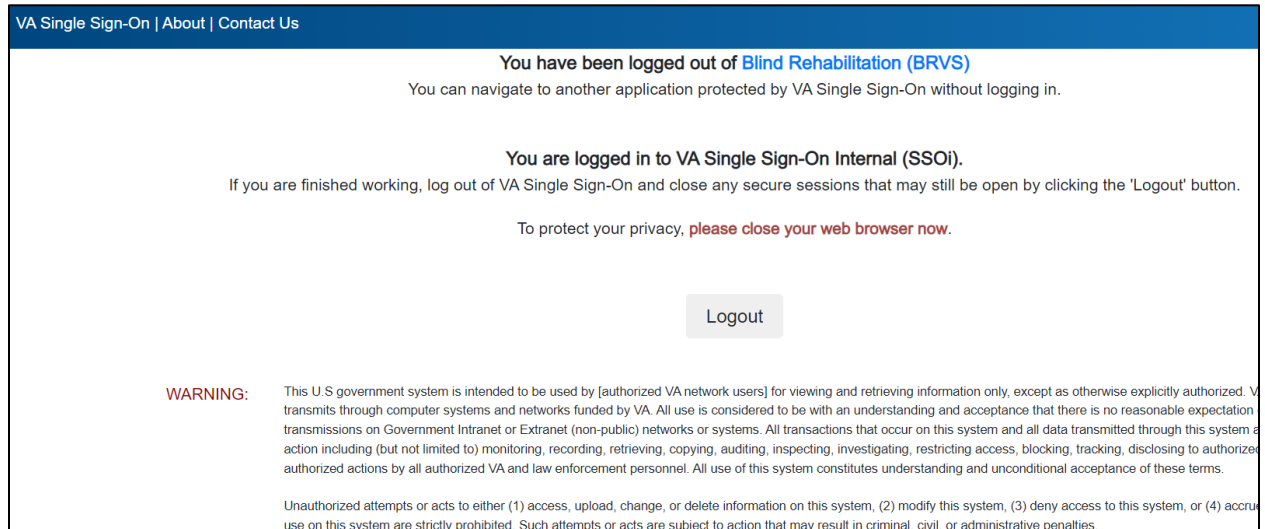 VA Single Sign-On | About | Contact Us
You have been logged out of Blind Rehabilitation (BRVS)
You can navigate to another application protected by VA Single Sign-On without logging in.
You are logged in to VA Single Sign-On Internal (SSOi).
If you are finished working, log out of VA Single Sign-On and close any secure sessions that may still be open by clicking the 'Logout' button.
To protect your privacy, please close your web browser now.
Logout
WARNING: This U.S government system is intended to be used by [authorized VA network users] for viewing and retrieving information only, except as otherwise explicitly authorized.
transmits through computer systems and networks funded by VA. All use is considered to be with an understanding and acceptance that there is no reasonable expectation
transmissions on Government Intranet or Extranet (non-public) networks or systems. All transactions that occur on this system and all data transmitted through this system
action including (but not limited to) monitoring, recording, retrieving, copying, auditing, inspecting, investigating, restricting access, blocking, tracking, disclosing to authorized
authorized actions by all authorized VA and law enforcement personnel. All use of this system constitutes understanding and unconditional acceptance of these terms.
Unauthorized attempts or acts to either (1) access, upload, change, or delete information on this system, (2) modify this system, (3) deny access to this system, or (4)
use on this system are strictly prohibited. Such attempts or acts are subject to action that may result in criminal, civil, or administrative penalties